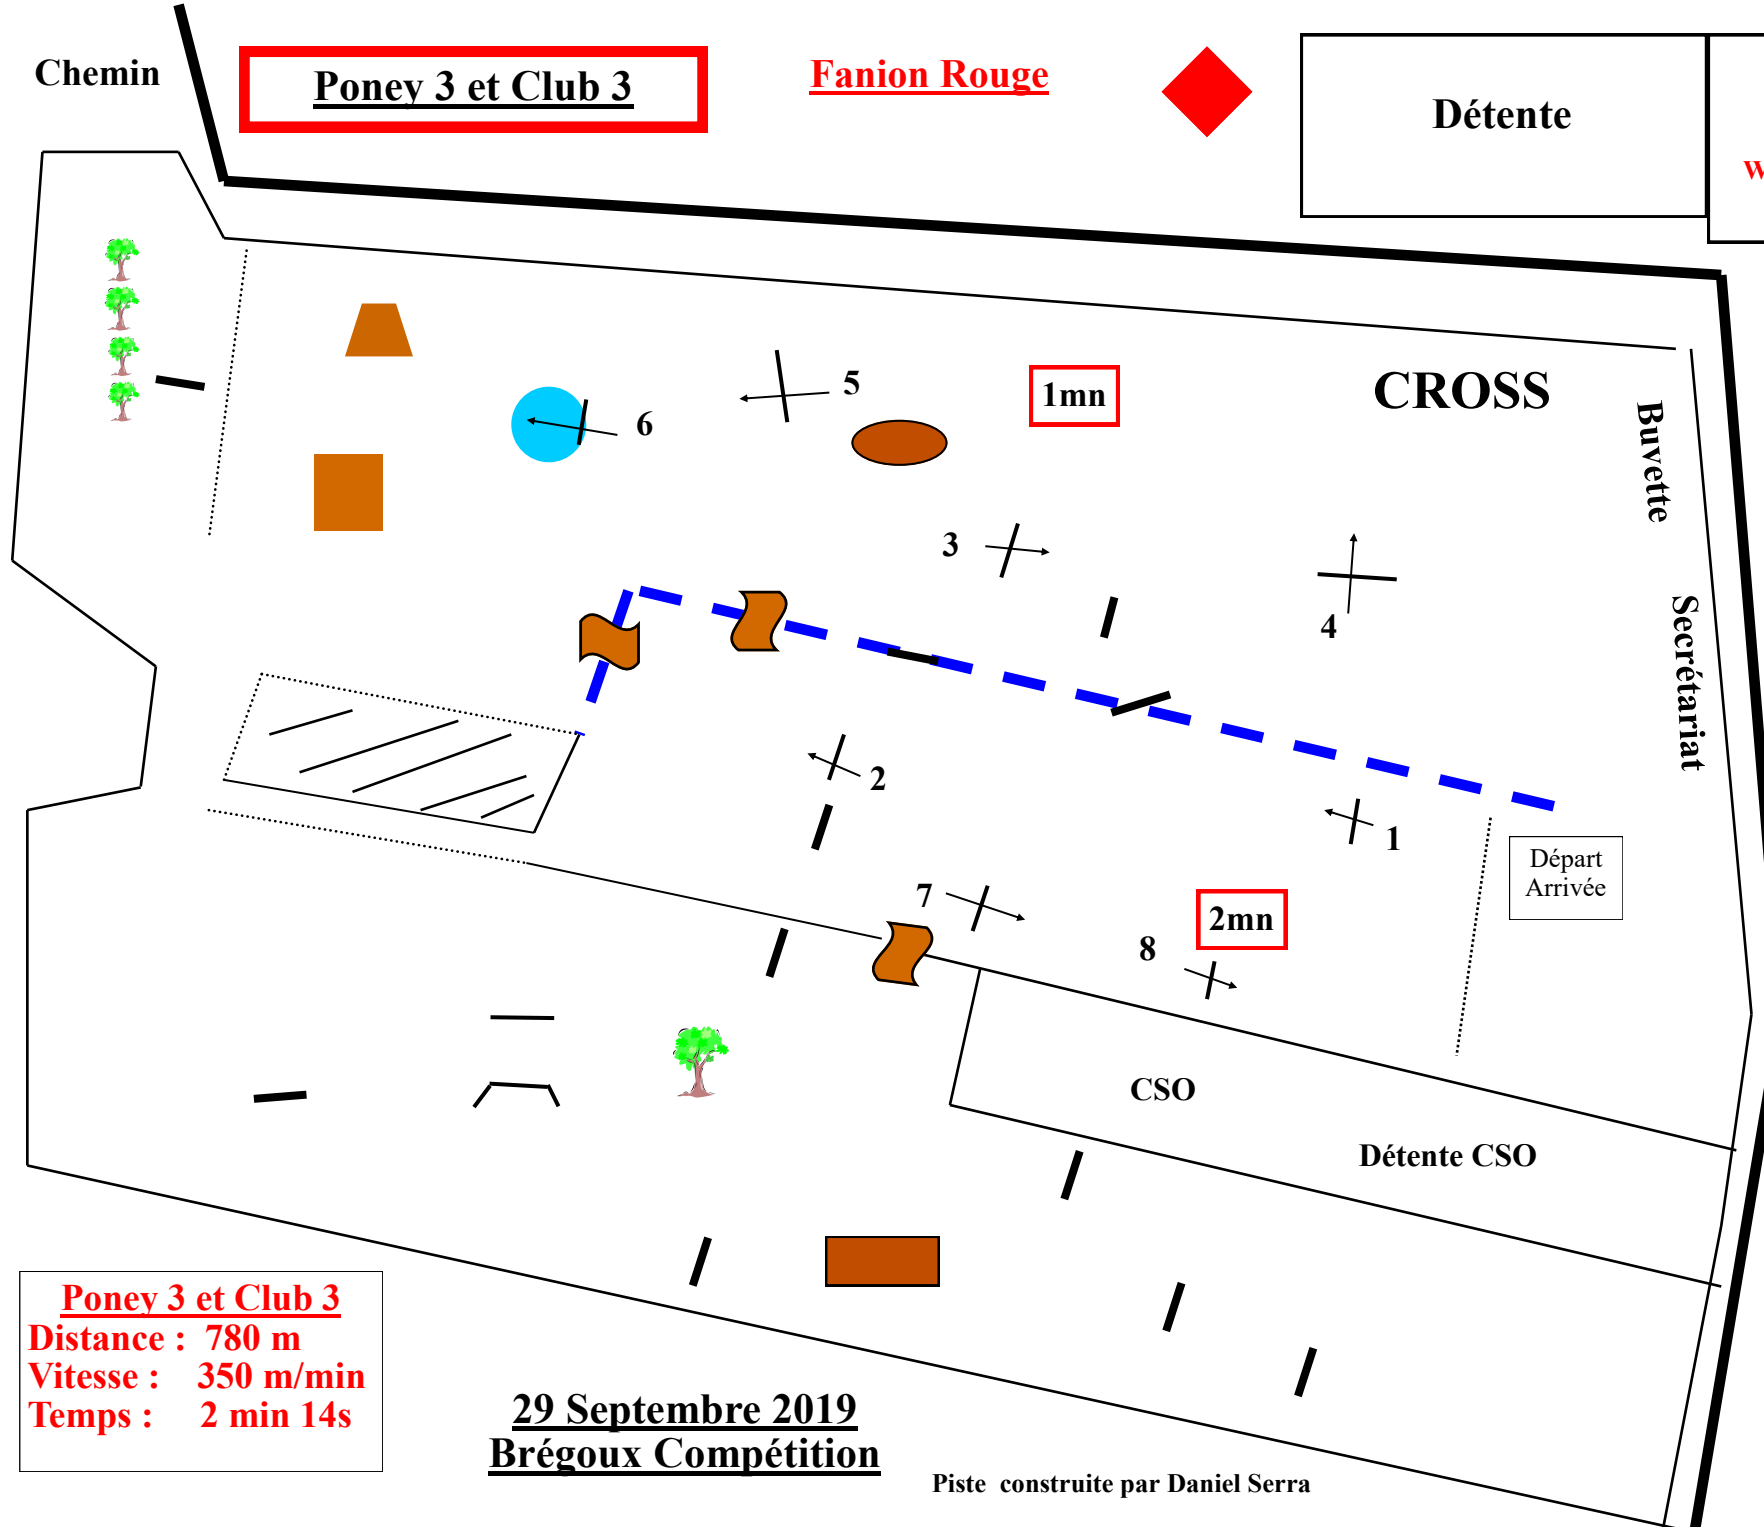 Chemin
Poney 3 et Club 3
Fanion Rouge
Détente
w
5
1mn
CROSS
6
Buvette
3
4
Secrétariat
2
1
Départ
Arrivée
7
2mn
8
CSO
Détente CSO
Poney 3 et Club 3
Distance : 780 m
Vitesse : 350 m/min
Temps : 2 min 14s
29 Septembre 2019
Brégoux Compétition
Piste construite par Daniel Serra